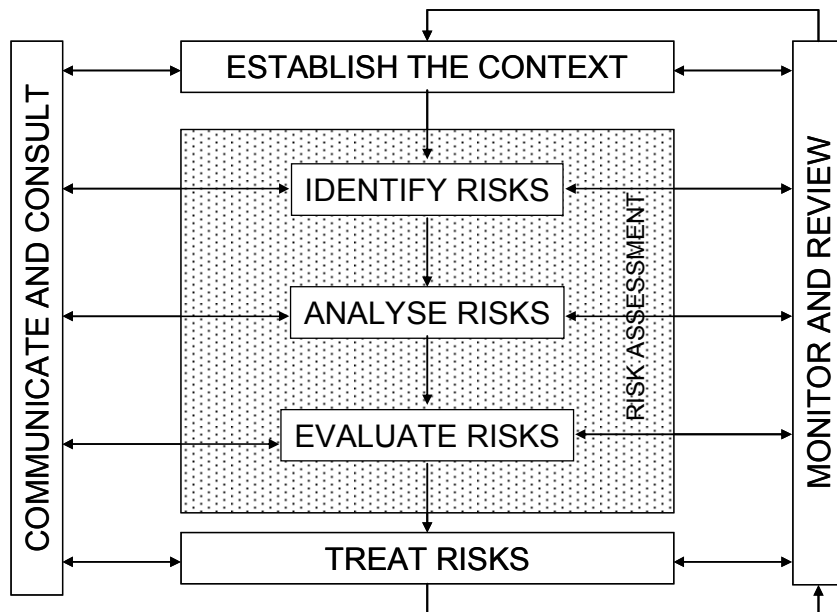 ESTABLISH THE CONTEXT
COMMUNICATE AND CONSULT
IDENTIFY RISKS
ANALYSE RISKS
EVALUATE RISKS
RISK ASSESSMENT
MONITOR AND REVIEW
TREAT RISKS